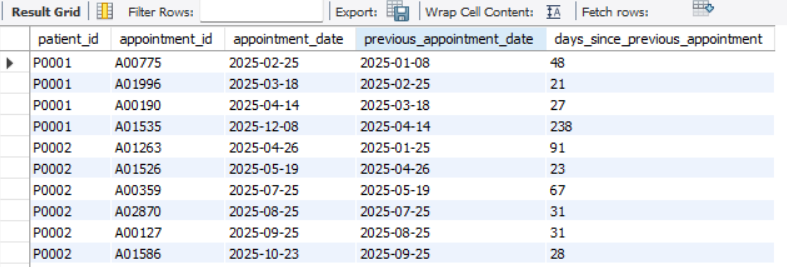 Result Grid Filter Rows: Export: Wrap Cell Content: Fetch rows:
patient_id appointment_id appointment_date previous_appointment_date days_since_previous_appointment
P0001 A00775 2025-02-25 2025-01-08 48
P0001 A01996 2025-03-18 2025-02-25 21
P0001 A00190 2025-04-14 2025-03-18 27
P0001 A01535 2025-12-08 2025-04-14 238
P0002 A01263 2025-04-26 2025-01-25 91
P0002 A01526 2025-05-19 2025-04-26 23
P0002 A00359 2025-07-25 2025-05-19 67
P0002 A02870 2025-08-25 2025-07-25 31
P0002 A00127 2025-09-25 2025-08-25 31
P0002 A01586 2025-10-23 2025-09-25 28